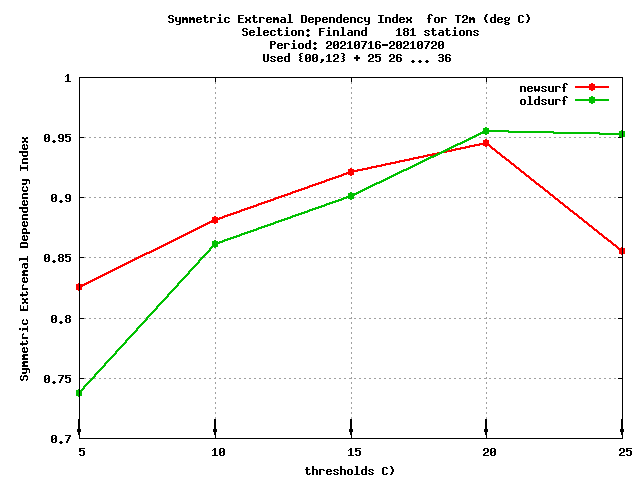 Symmetric Extremal Dependency Index  for T2m (deg C)
Selection: Finland    181 stations
Period: 20210716-20210720
Used {00,12} + 25 26 ... 36
newsurf
oldsurf
Symmetric Extremal Dependency Index
1
0.95
0.9
0.85
0.8
0.75
0.7
5 10 15 20 25
thresholds C)